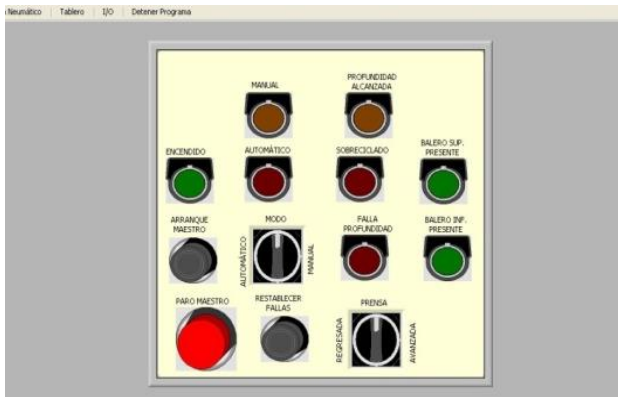 Neumático Tablero I/O Detener Programa
MANUAL
PROFUNDIDAD
ALCANZADA
ENCENDIDO
AUTOMÁTICO
SOBRECICLADO
BALERO SUP.
PRESENTE
ARRANQUE
MAESTRO
MODO
AUTOMÁTICO
MANUAL
FALLA
PROFUNDIDAD
BALERO INF.
PRESENTE
PARO MAESTRO
RESTABLECER
FALLAS
PRENSA
REGRESADA
AVANZADA